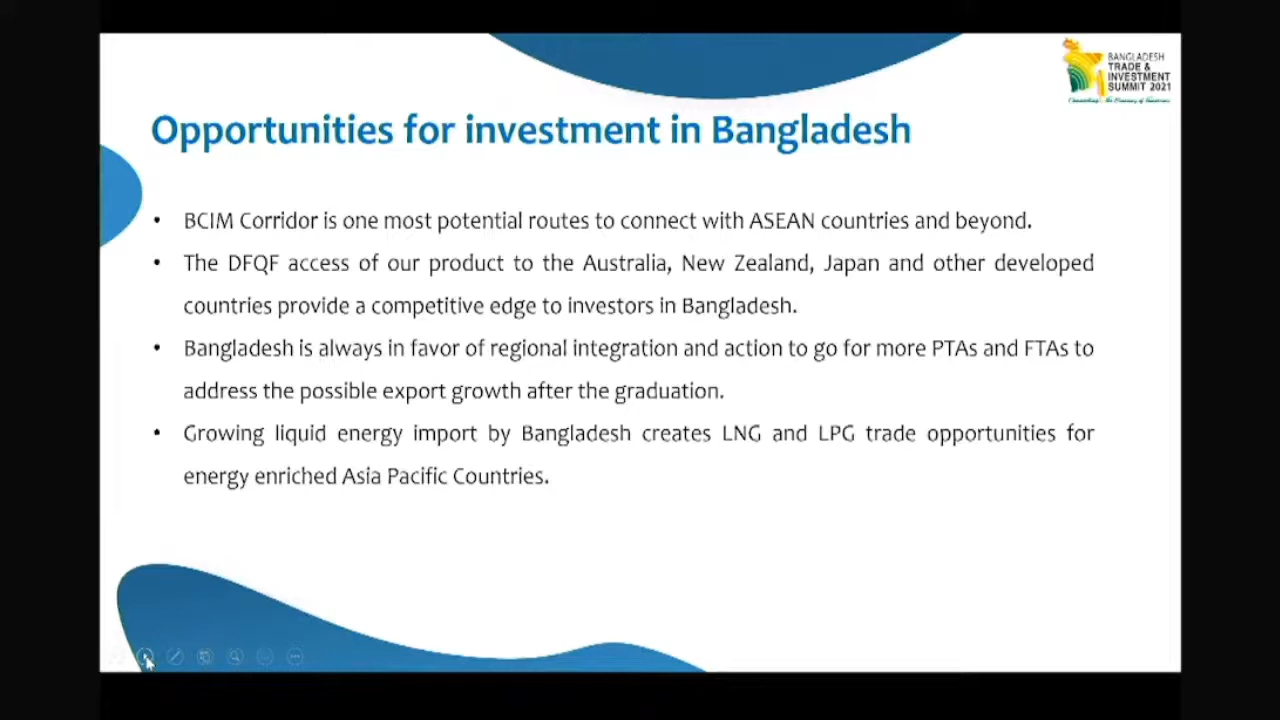 BANGLADESH
TRADE &
INVESTMENT
SUMMIT 2021
Opportunities for investment in Bangladesh
• BCIM Corridor is one most potential routes to connect with ASEAN countries and beyond.
• The DFQF access of our product to the Australia, New Zealand, Japan and other developed
countries provide a competitive edge to investors in Bangladesh.
• Bangladesh is always in favor of regional integration and action to go for more PTAs and FTAs to
address the possible export growth after the graduation.
• Growing liquid energy import by Bangladesh creates LNG and LPG trade opportunities for
energy enriched Asia Pacific Countries.